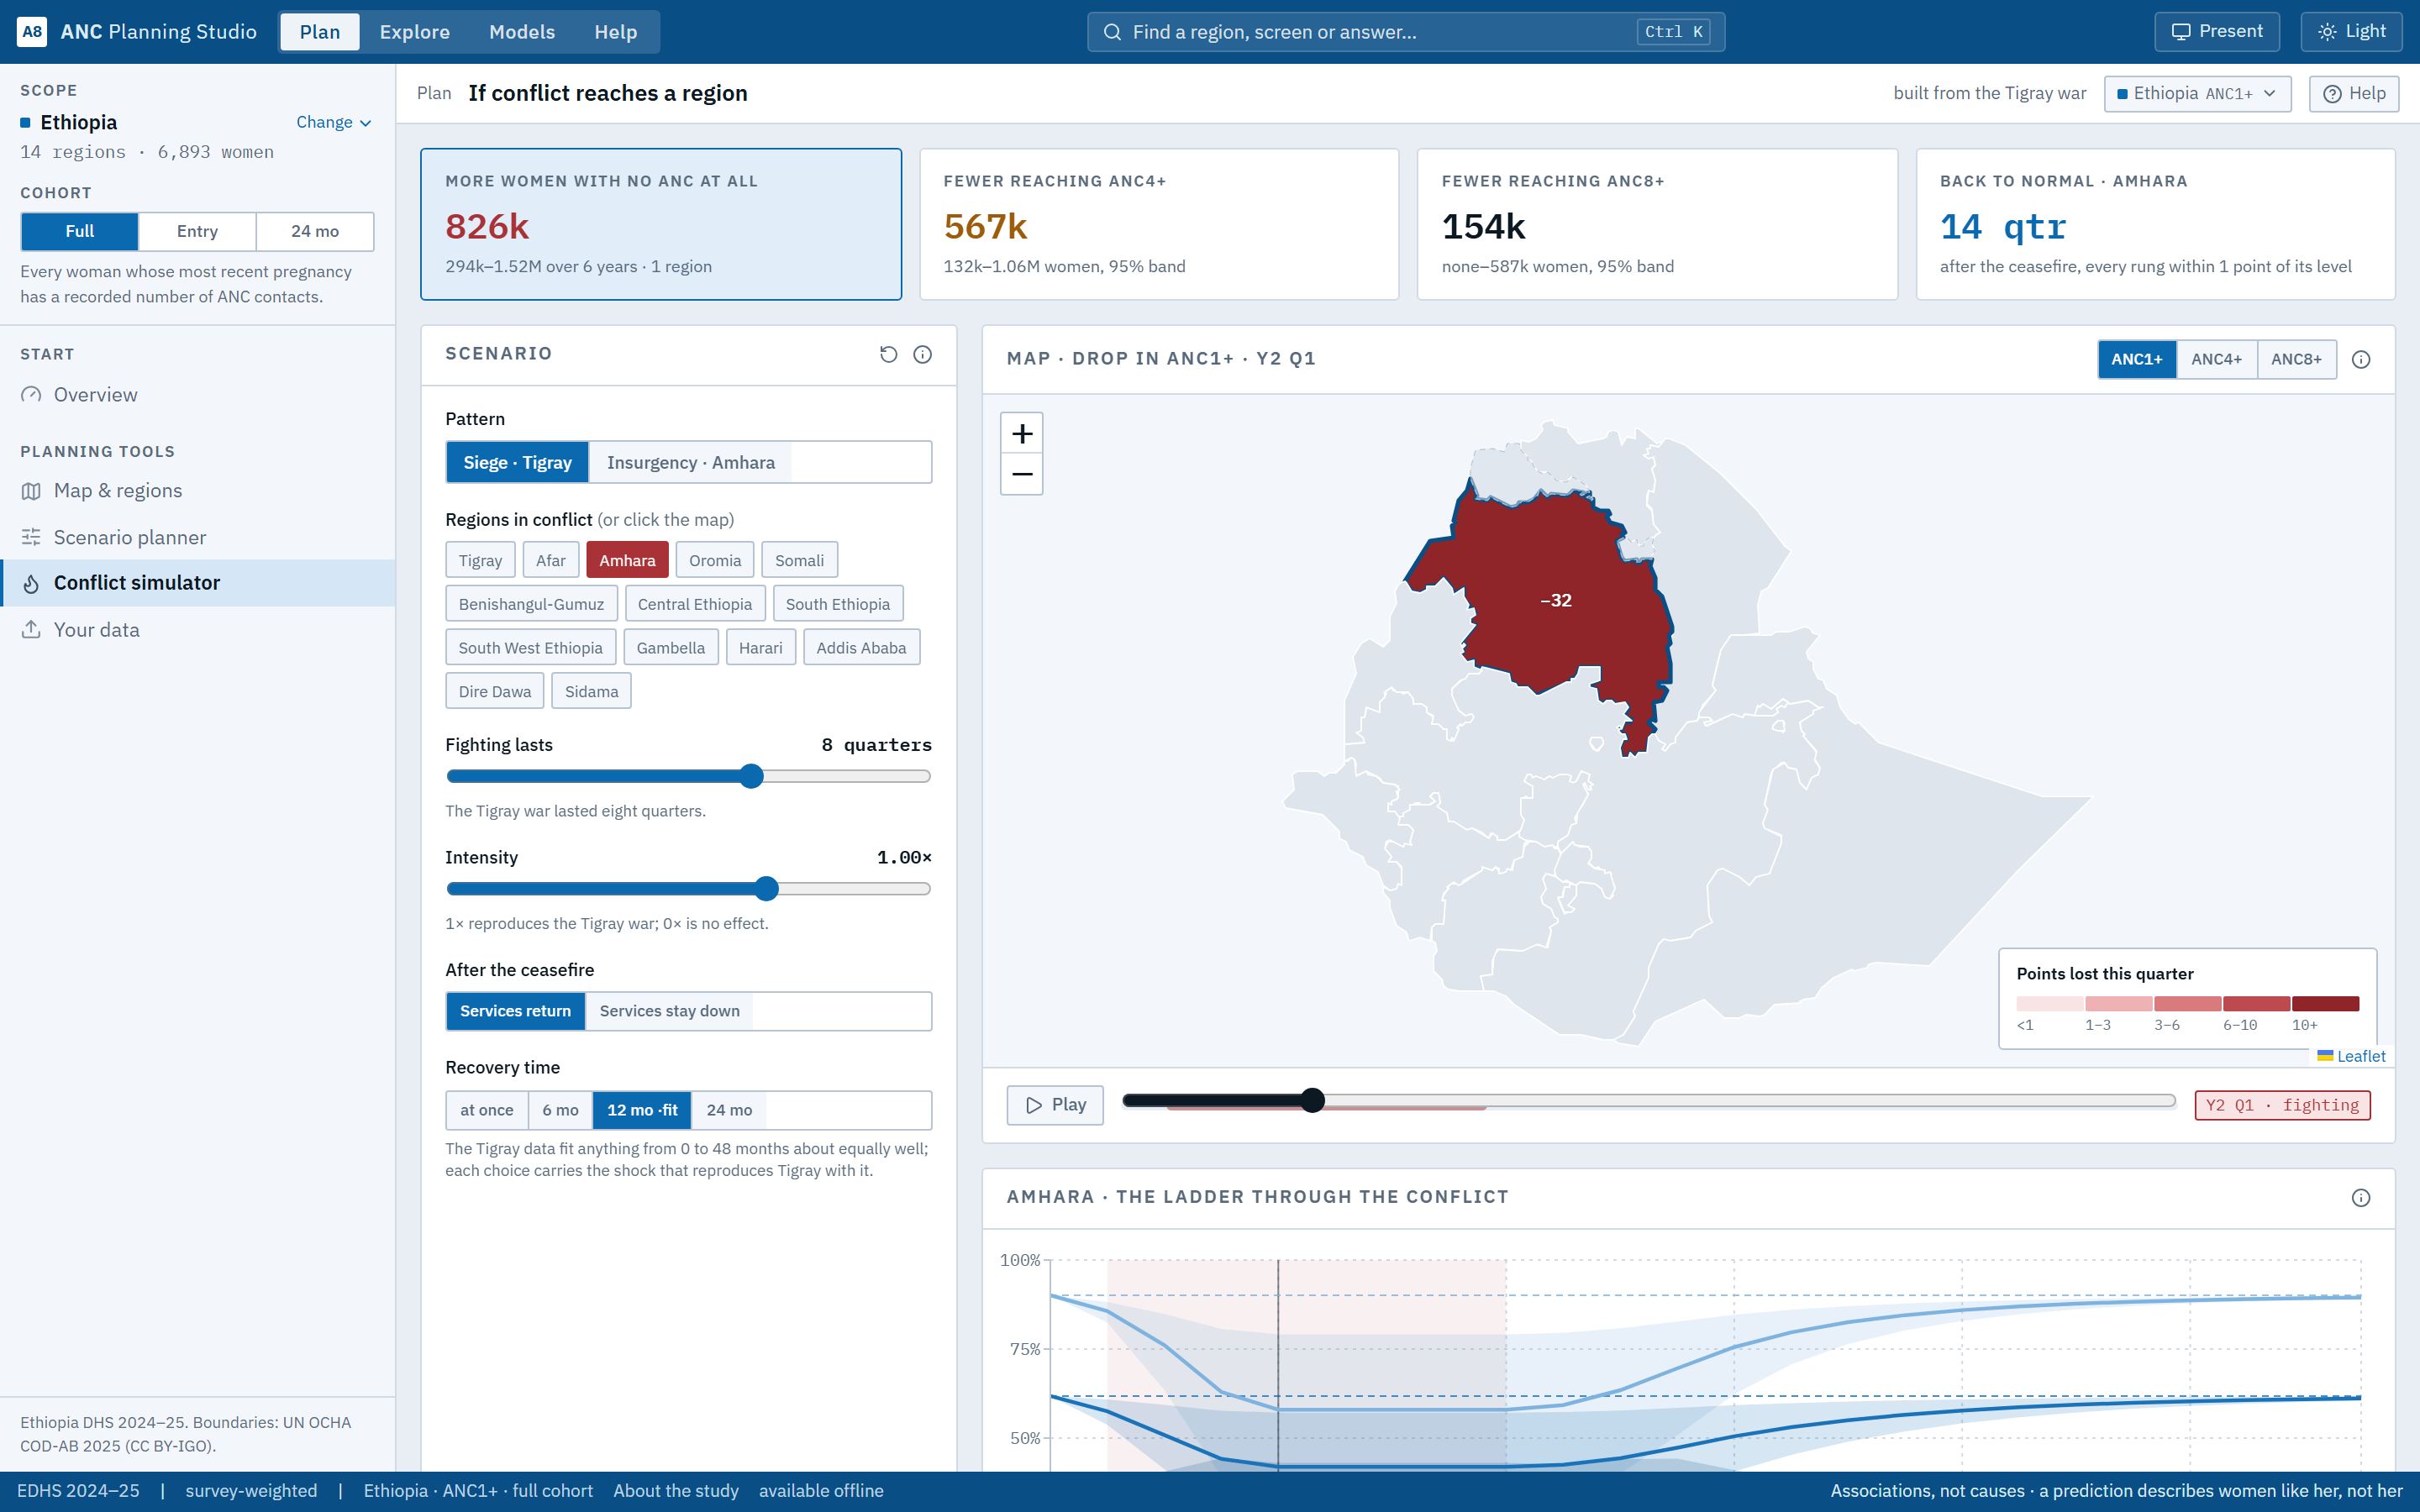 A8 ANC Planning Studio Plan Explore Models Help Find a region, screen or answer... Ctrl K Present Light
SCOPE
Ethiopia Change
14 regions · 6,893 women
COHORT
Full Entry 24 mo
Every woman whose most recent pregnancy
has a recorded number of ANC contacts.
START
Overview
PLANNING TOOLS
Map & regions
Scenario planner
Conflict simulator
Your data
Ethiopia DHS 2024–25. Boundaries: UN OCHA
COD-AB 2025 (CC BY-IGO).
Plan If conflict reaches a region built from the Tigray war Ethiopia ANC1+ Help
MORE WOMEN WITH NO ANC AT ALL
826k
294k–1.52M over 6 years · 1 region
FEWER REACHING ANC4+
567k
132k–1.06M women, 95% band
FEWER REACHING ANC8+
154k
none–587k women, 95% band
BACK TO NORMAL · AMHARA
14 qtr
after the ceasefire, every rung within 1 point of its level
SCENARIO
Pattern
Siege · Tigray Insurgency · Amhara
Regions in conflict (or click the map)
Tigray Afar Amhara Oromia Somali
Benishangul-Gumuz Central Ethiopia South Ethiopia
South West Ethiopia Gambella Harari Addis Ababa
Dire Dawa Sidama
Fighting lasts 8 quarters
The Tigray war lasted eight quarters.
Intensity 1.00×
1× reproduces the Tigray war; 0× is no effect.
After the ceasefire
Services return Services stay down
Recovery time
at once 6 mo 12 mo ·fit 24 mo
The Tigray data fit anything from 0 to 48 months about equally well;
each choice carries the shock that reproduces Tigray with it.
MAP · DROP IN ANC1+ · Y2 Q1 ANC1+ ANC4+ ANC8+
+
−
−32
Points lost this quarter
<1 1–3 3–6 6–10 10+
Leaflet
Play Y2 Q1 · fighting
AMHARA · THE LADDER THROUGH THE CONFLICT
100%
75%
50%
EDHS 2024–25 | survey-weighted | Ethiopia · ANC1+ · full cohort About the study available offline Associations, not causes · a prediction describes women like her, not her